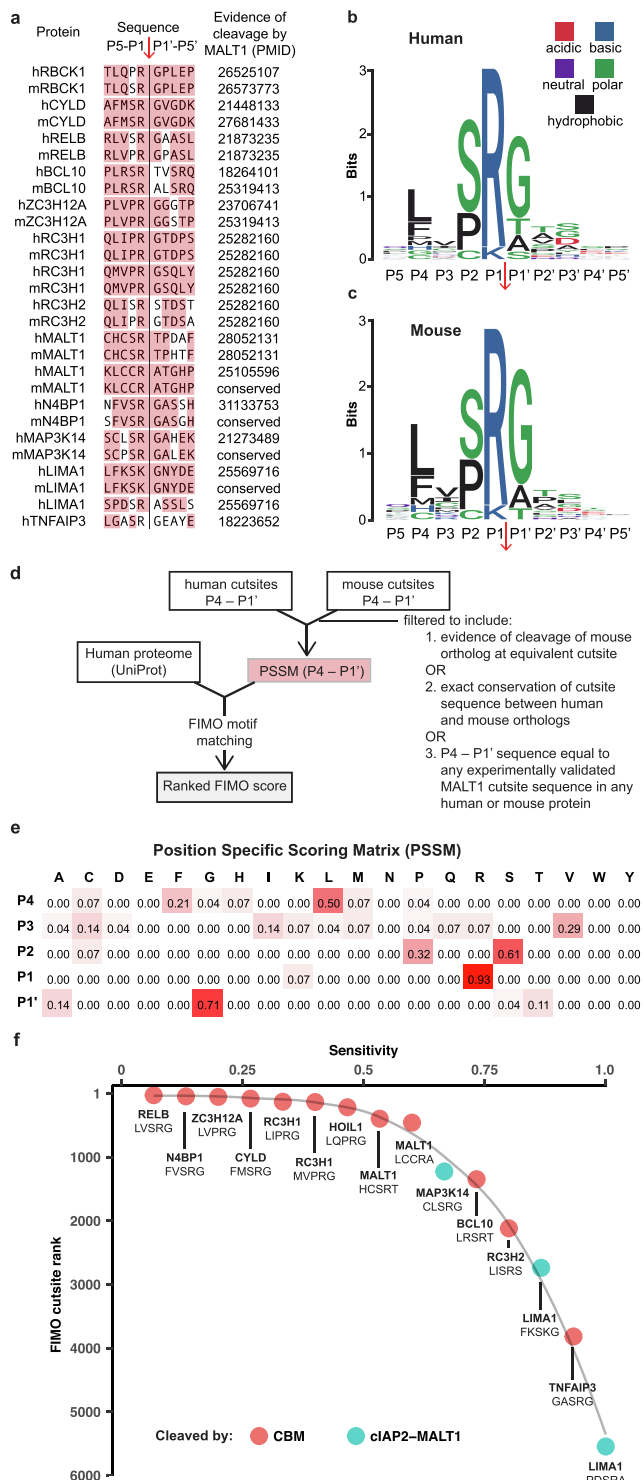 a
Protein Sequence Evidence of
P5-P1 P1'-P5' cleavage by
MALT1 (PMID)
hRBCK1 TLQPR GPLEP 26525107
mRBCK1 TLQSR GPLEP 26573773
hCYLD AFMSR GVGDK 21448133
mCYLD AFMSR GVGDK 27681433
hRELB RLVSR GAASL 21873235
mRELB RLVPR GPASL 21873235
hBCL10 PLRSR TVSRQ 18264101
mBCL10 PLRSR ALSRQ 25319413
hZC3H12A PLVPR GGGTP 23706741
mZC3H12A PLVPR GGSTP 25319413
hRC3H1 QLIPR GTDPS 25282160
mRC3H1 QLIPR GTDPS 25282160
hRC3H1 QMVPR GSQLY 25282160
mRC3H1 QMVPR GSQLY 25282160
hRC3H2 QLISR STDST 25282160
mRC3H2 QLIPR GTDSA 25282160
hMALT1 CHCSR TPDAF 28052131
mMALT1 CHCSR TPHTF 28052131
hMALT1 KLCCR ATGHP 25105596
mMALT1 KLCCR ATGHP conserved
hN4BP1 NFVSR GASSH 31133753
mN4BP1 SFVSR GASGH conserved
hMAP3K14 SCLSR GAHEK 21273489
mMAP3K14 SCPSR GALEK conserved
hLIMA1 LFKSK GNYDE 25569716
mLIMA1 LFKSK GNYDE conserved
hLIMA1 SPDSR ASSLS 25569716
hTNFAIP3 LGASR GEAYE 18223652
b
Human
acidic basic
neutral polar
hydrophobic
Bits
3
2
1
0
P5 P4 P3 P2 P1 P1' P2' P3' P4' P5'
c
Mouse
Bits
3
2
1
0
P5 P4 P3 P2 P1 P1' P2' P3' P4' P5'
d
human cutsites
P4 – P1'
mouse cutsites
P4 – P1'
filtered to include:
1. evidence of cleavage of mouse
ortholog at equivalent cutsite
OR
2. exact conservation of cutsite
sequence between human
and mouse orthologs
OR
3. P4 – P1' sequence equal to
any experimentally validated
MALT1 cutsite sequence in any
human or mouse protein
Human proteome
(UniProt)
PSSM (P4 – P1')
FIMO motif
matching
Ranked FIMO score
e
Position Specific Scoring Matrix (PSSM)
A C D E F G H I K L M N P Q R S T V W Y
P4 0.00 0.07 0.00 0.00 0.21 0.04 0.07 0.00 0.00 0.50 0.07 0.00 0.04 0.00 0.00 0.00 0.00 0.00 0.00 0.00
P3 0.04 0.14 0.04 0.00 0.00 0.00 0.00 0.14 0.07 0.04 0.07 0.00 0.04 0.07 0.07 0.00 0.00 0.29 0.00 0.00
P2 0.00 0.07 0.00 0.00 0.00 0.00 0.00 0.00 0.00 0.00 0.00 0.00 0.32 0.00 0.00 0.61 0.00 0.00 0.00 0.00
P1 0.00 0.00 0.00 0.00 0.00 0.00 0.00 0.00 0.07 0.00 0.00 0.00 0.00 0.00 0.93 0.00 0.00 0.00 0.00 0.00
P1' 0.14 0.00 0.00 0.00 0.00 0.71 0.00 0.00 0.00 0.00 0.00 0.00 0.00 0.00 0.00 0.04 0.11 0.00 0.00 0.00
f
Sensitivity
0 0.25 0.5 0.75 1.0
FIMO cutsite rank
1
1000
2000
3000
4000
5000
6000
RELB
LVSRG
N4BP1
FVSRG
ZC3H12A
LVPRG
CYLD
FMSRG
RC3H1
LIPRG
RC3H1
MVPRG
HOIL1
LQPRG
MALT1
HCSRT
MALT1
LCCRA
MAP3K14
CLSRG
BCL10
LRSRT
RC3H2
LISRS
LIMA1
FKSKG
TNFAIP3
GASRG
LIMA1
PDSRA
Cleaved by: CBM cIAP2–MALT1